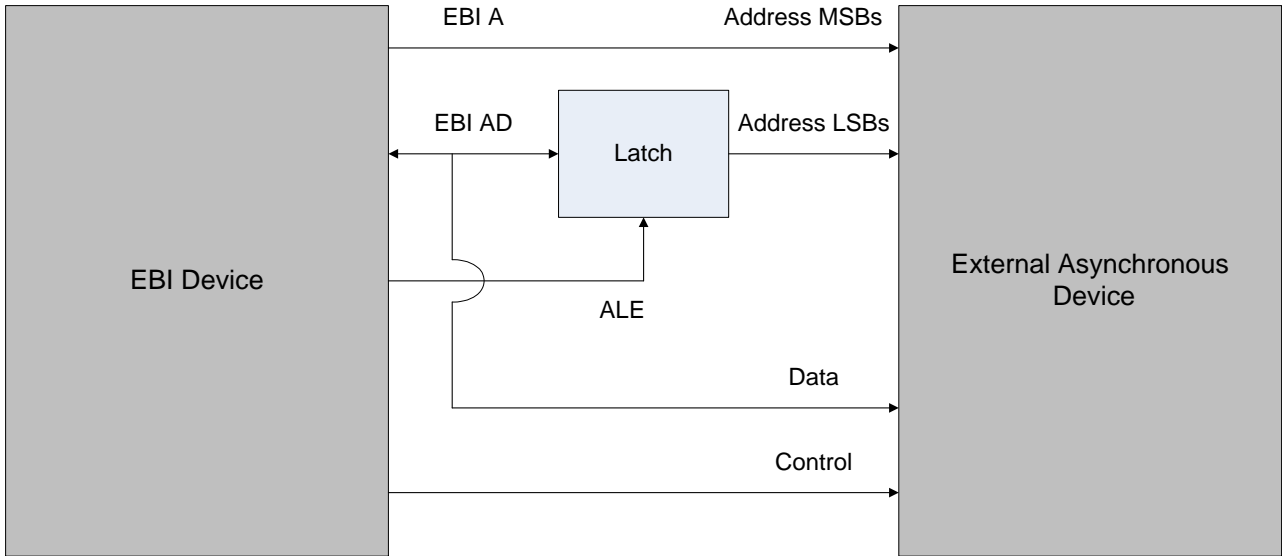 EBI A
Address MSBs
EBI AD
Latch
Address LSBs
EBI Device
ALE
External Asynchronous
Device
Data
Control